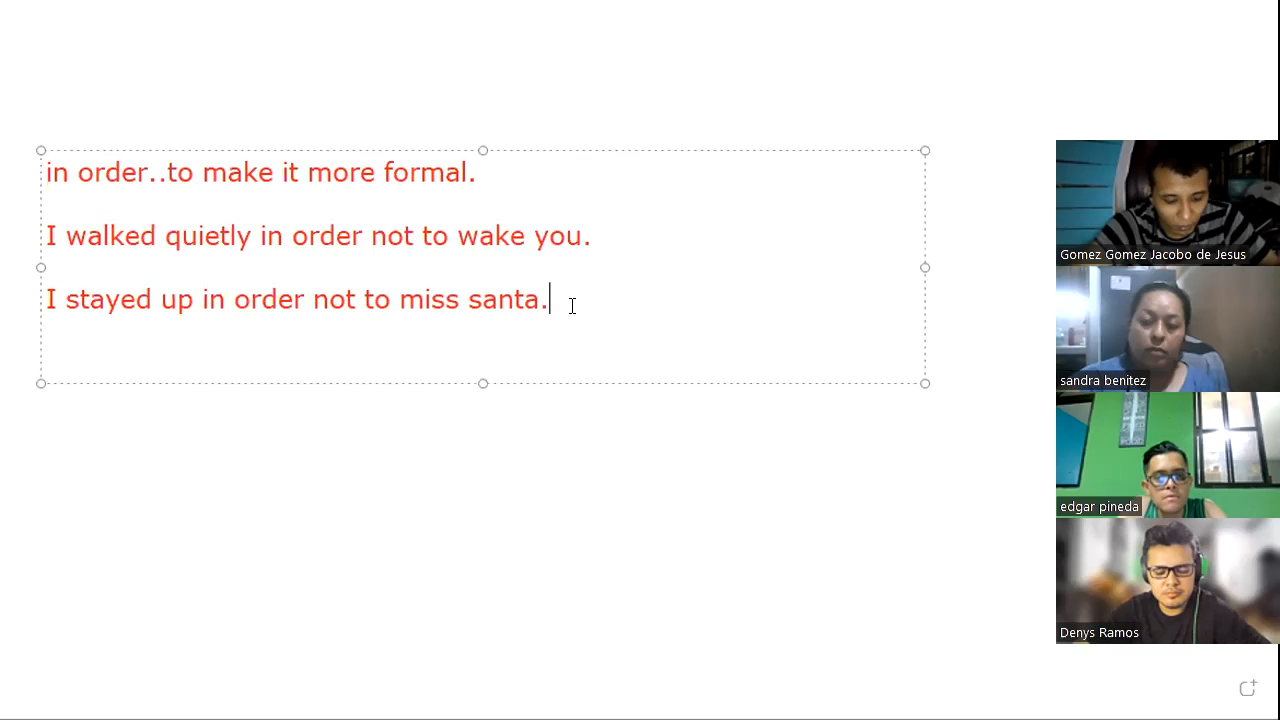 in order..to make it more formal.
I walked quietly in order not to wake you.
I stayed up in order not to miss santa.
Gomez Gomez Jacobo de Jesus
sandra benitez
edgar pineda
Denys Ramos